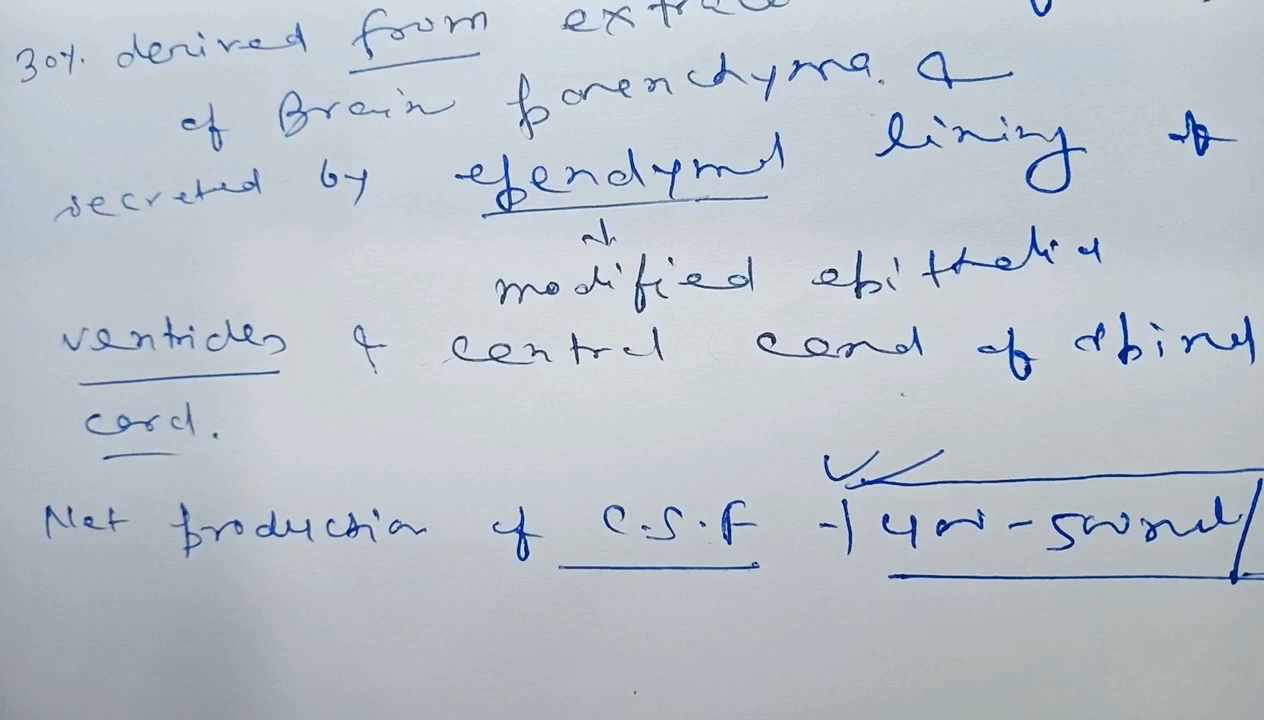 30%. derived from
of Brain parenchyma. &
secreted by ependymal lining of
modified epithelial
ventricles & central canal of spinal
cord.
Net production of C.S.F - 400-500ml